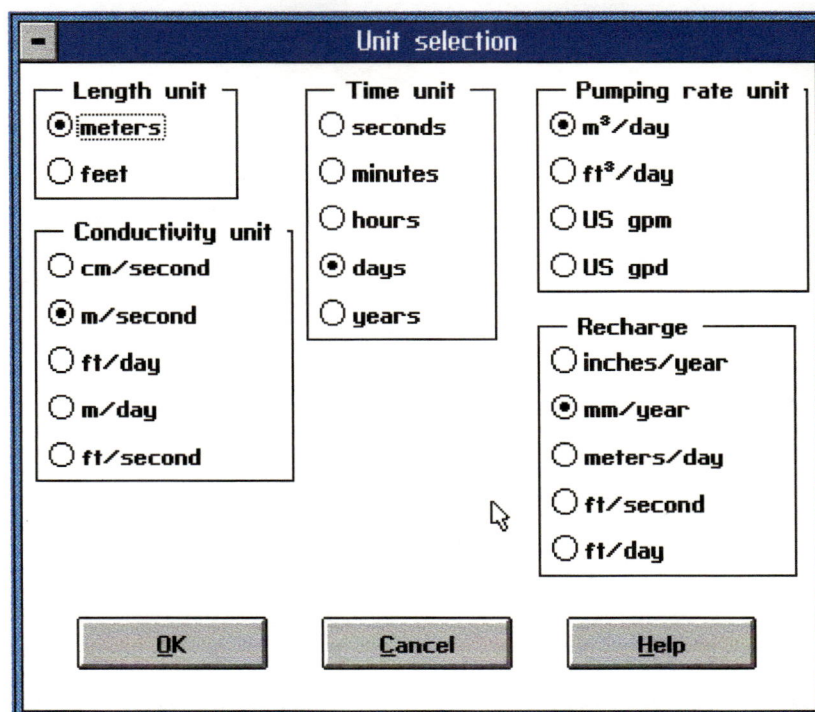 Unit selection
Length unit
meters
feet
Conductivity unit
cm/second
m/second
ft/day
m/day
ft/second
Time unit
seconds
minutes
hours
days
years
Pumping rate unit
m³/day
ft³/day
US gpm
US gpd
Recharge
inches/year
mm/year
meters/day
ft/second
ft/day
OK
Cancel
Help